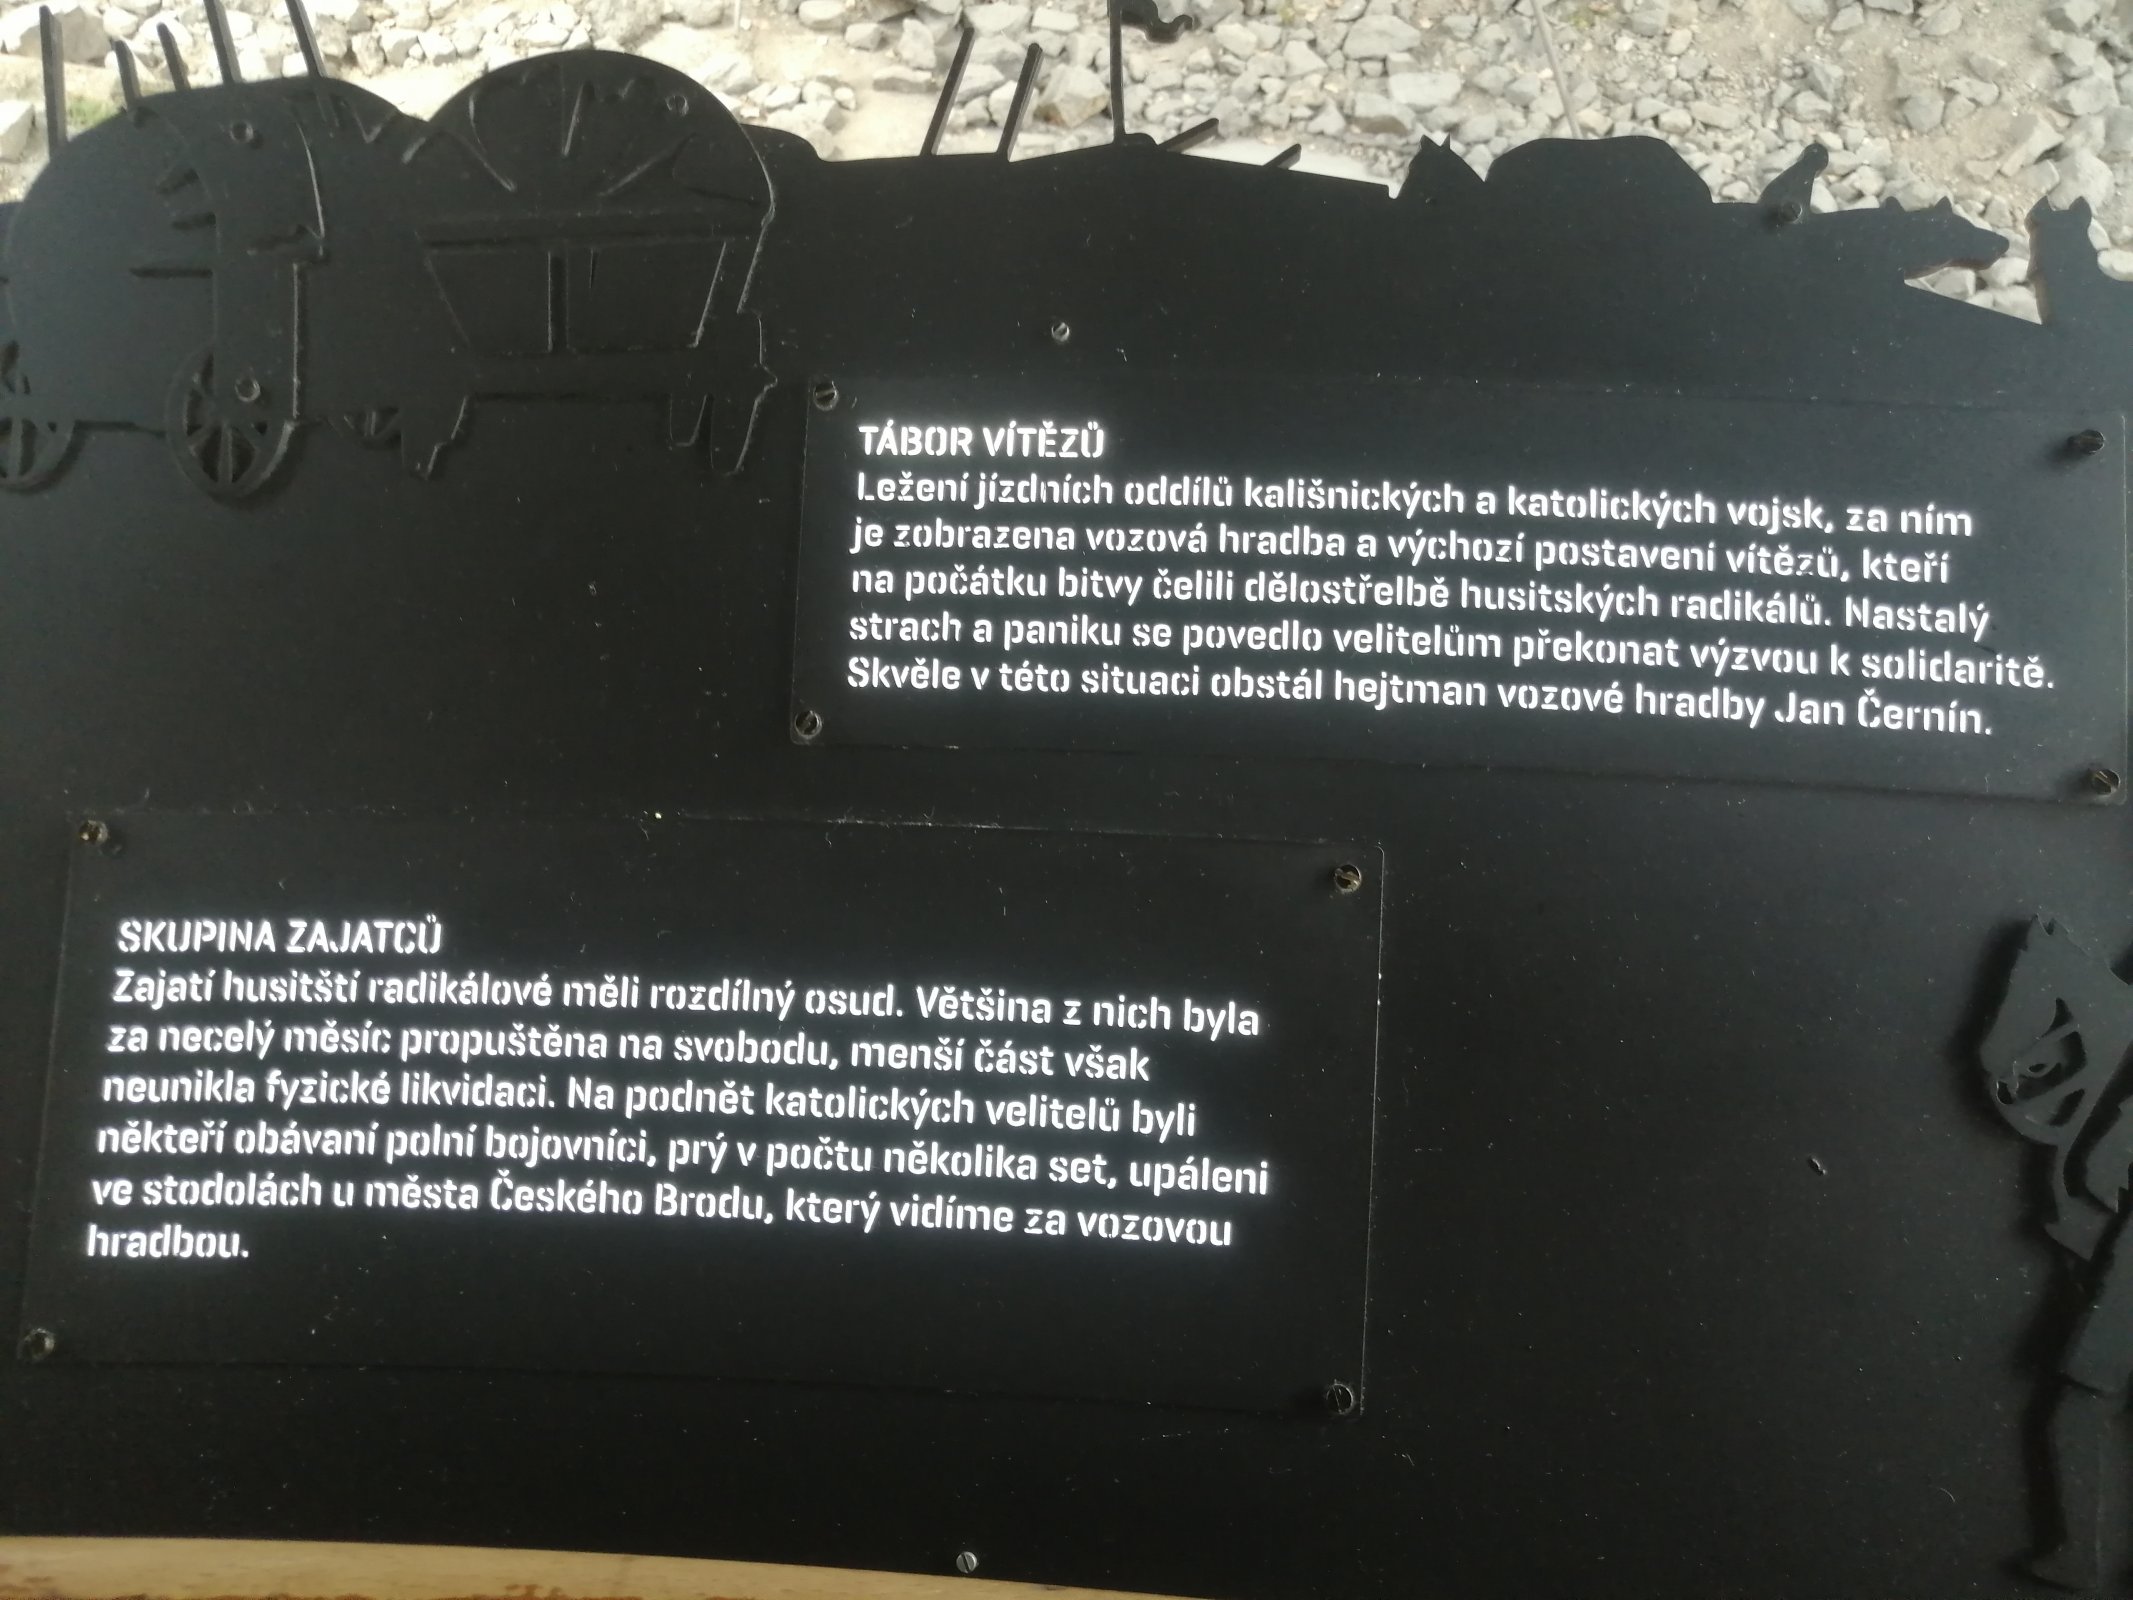 TÁBOR VÍTĚZŮ
Ležení jízdních oddílů kališnických a katolických vojsk, za ním
je zobrazena vozová hradba a výchozí postavení vítězů, kteří
na počátku bitvy čelili dělostřelbě husitských radikálů. Nastalý
strach a paniku se povedlo velitelům překonat výzvou k solidaritě.
Skvěle v této situaci obstál hejtman vozové hradby Jan Černín.
SKUPINA ZAJATCŮ
Zajatí husitští radikálové měli rozdílný osud. Většina z nich byla
za necelý měsíc propuštěna na svobodu, menší část však
neunikla fyzické likvidaci. Na podnět katolických velitelů byli
někteří obávaní polní bojovníci, prý v počtu několika set, upáleni
ve stodolách u města Českého Brodu, který vidíme za vozovou
hradbou.